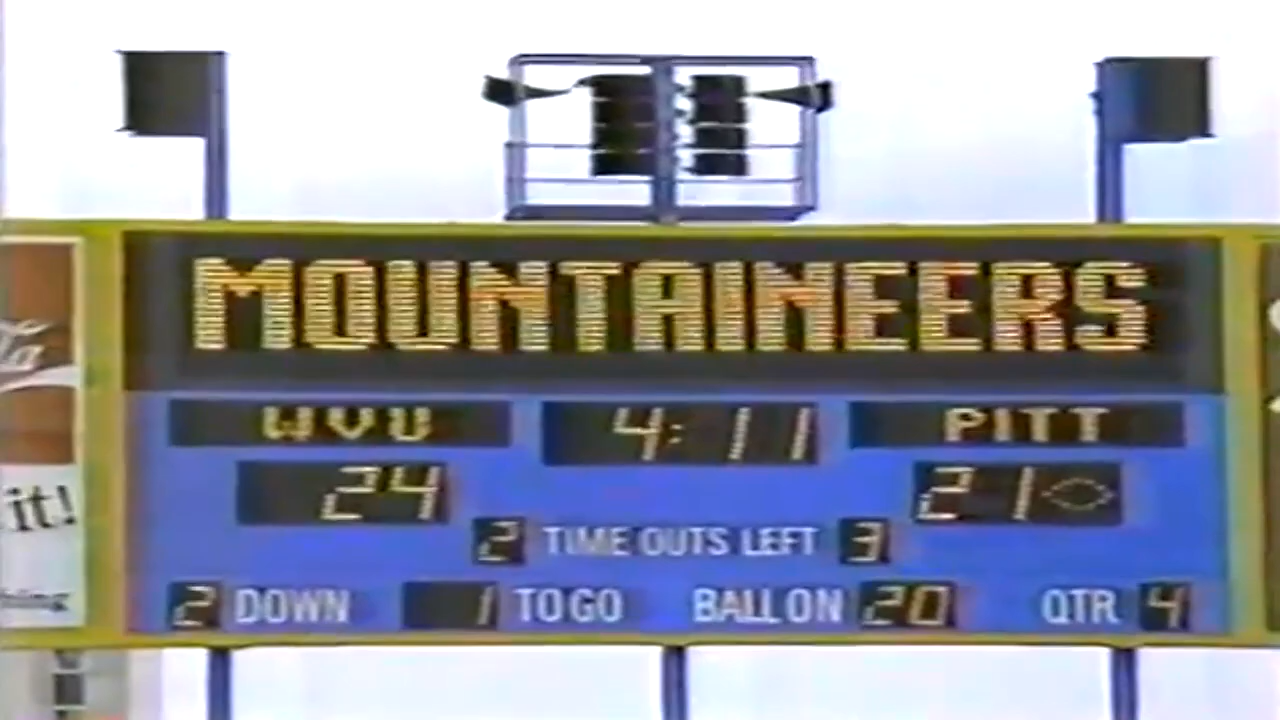 MOUNTAINEERS
WVU 4:11 PITT
24 21
2 TIME OUTS LEFT 3
2 DOWN 1 TO GO BALL ON 20 QTR 4
it!